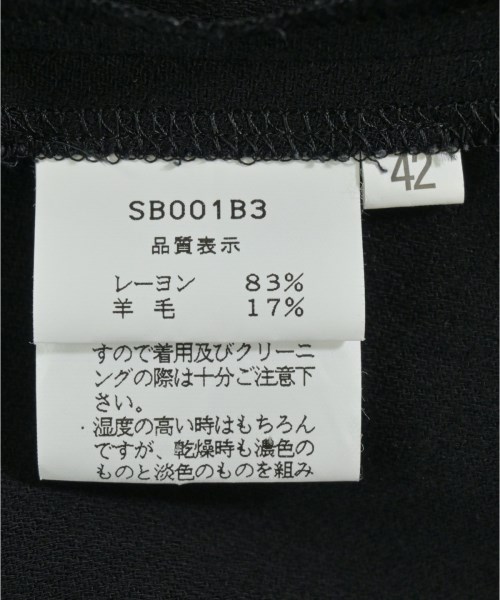 42
SB001B3
品質表示
レーヨン 83%
羊毛 17%
すので着用及びクリーニ
ングの際は十分ご注意下
さい。
・湿度の高い時はもちろん
ですが、乾燥時も濃色の
ものと淡色のものを組み